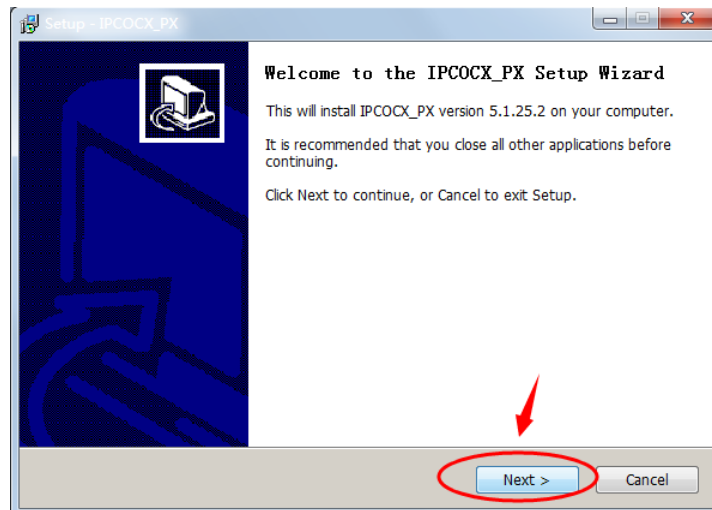 Setup - IPCOCX_PX
Welcome to the IPCOCX_PX Setup Wizard
This will install IPCOCX_PX version 5.1.25.2 on your computer.
It is recommended that you close all other applications before
continuing.
Click Next to continue, or Cancel to exit Setup.
Next >
Cancel